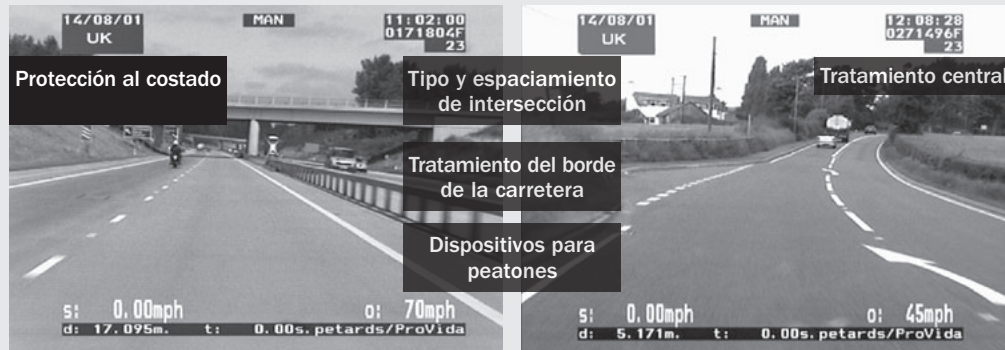 14/08/01
UK
MAN
11:02:00
0171804F
23
Protección al costado
s: 0.00mph o: 70mph
d: 17.095m. t: 0.00s. petards/ProVida
Tipo y espaciamiento
de intersección
Tratamiento del borde
de la carretera
Dispositivos para
peatones
14/08/01
UK
MAN
12:08:28
0271496F
23
Tratamiento central
s: 0.00mph o: 45mph
d: 5.171m. t: 0.00s. petards/ProVida